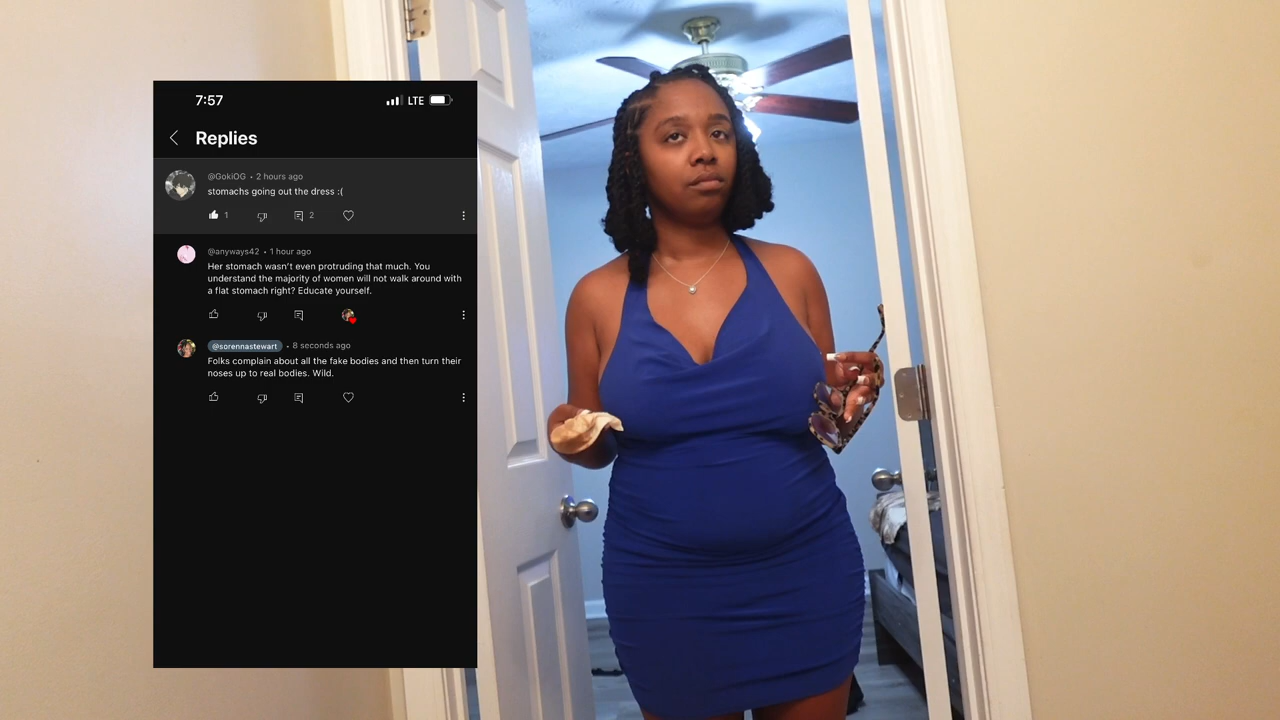 7:57
LTE
Replies
@GokiOG • 2 hours ago
stomachs going out the dress :(
1
2
@anyways42 • 1 hour ago
Her stomach wasn't even protruding that much. You
understand the majority of women will not walk around with
a flat stomach right? Educate yourself.
@sorennastewart • 8 seconds ago
Folks complain about all the fake bodies and then turn their
noses up to real bodies. Wild.